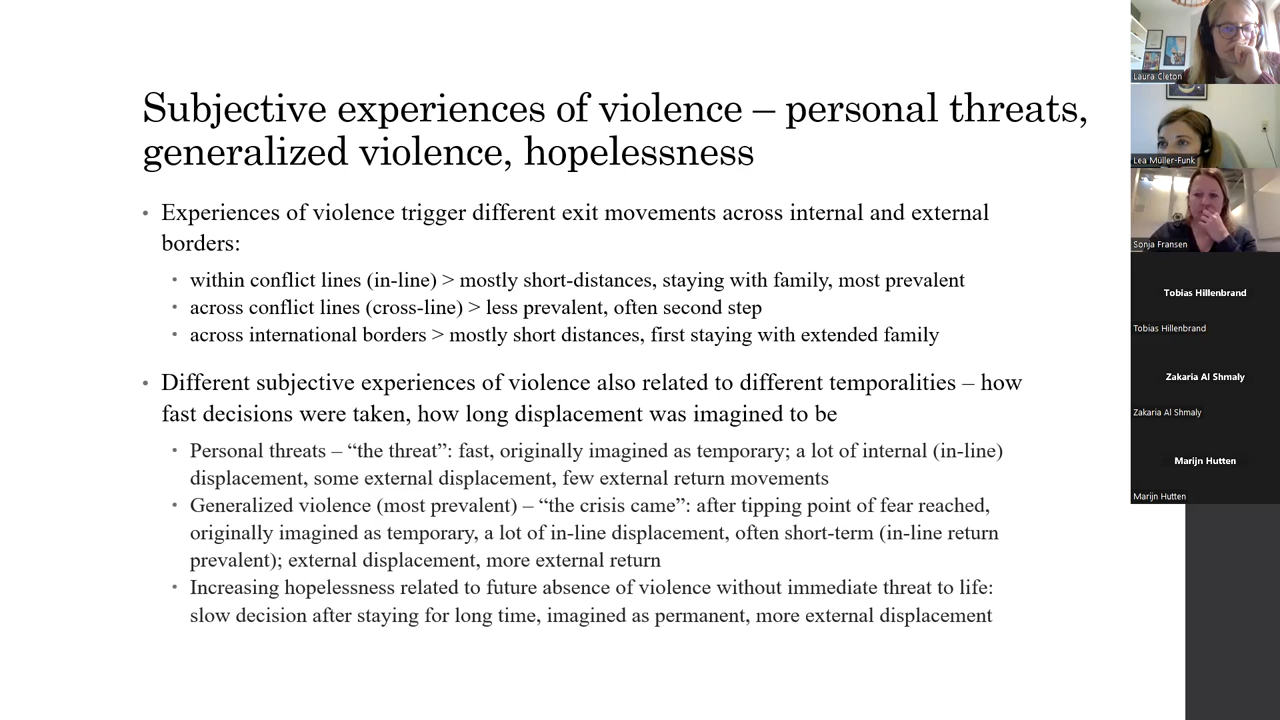 Subjective experiences of violence – personal threats,
generalized violence, hopelessness
• Experiences of violence trigger different exit movements across internal and external
borders:
• within conflict lines (in-line) > mostly short-distances, staying with family, most prevalent
• across conflict lines (cross-line) > less prevalent, often second step
• across international borders > mostly short distances, first staying with extended family
• Different subjective experiences of violence also related to different temporalities – how
fast decisions were taken, how long displacement was imagined to be
• Personal threats – “the threat”: fast, originally imagined as temporary; a lot of internal (in-line)
displacement, some external displacement, few external return movements
• Generalized violence (most prevalent) – “the crisis came”: after tipping point of fear reached,
originally imagined as temporary, a lot of in-line displacement, often short-term (in-line return
prevalent); external displacement, more external return
• Increasing hopelessness related to future absence of violence without immediate threat to life:
slow decision after staying for long time, imagined as permanent, more external displacement
Laura Cleton
Lea Müller-Funk
Sonja Fransen
Tobias Hillenbrand
Tobias Hillenbrand
Zakaria Al Shmaly
Zakaria Al Shmaly
Marijn Hutten
Marijn Hutten